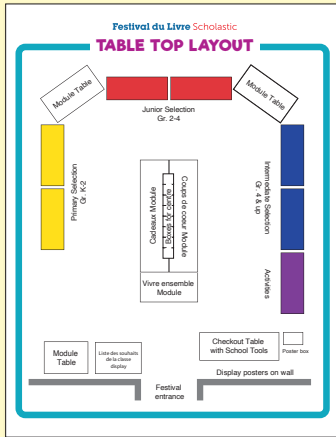 Festival du Livre Scholastic
TABLE TOP LAYOUT
Module Table
Module Table
Junior Selection
Gr. 2-4
Primary Selection
Gr. K-2
Cadeaux Module
Boxes for centre
Coups de coeur Module
Intermediate Selection
Gr. 4 & up
Vivre ensemble
Module
Activities
Module
Table
Liste des souhaits
de la classe
display
Checkout Table
with School Tools
Poster box
Display posters on wall
Festival
entrance